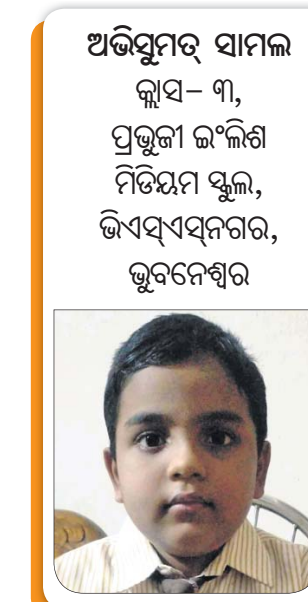 ଅଭିସୁମତ୍ ସାମଲ
କ୍ଲାସ– ୩,
ପ୍ରଭୁଜୀ ଇଂଲିଶ
ମିଡିୟମ ସ୍କୁଲ,
ଭିଏସ୍ଏସ୍‌ନଗର,
ଭୁବନେଶ୍ୱର